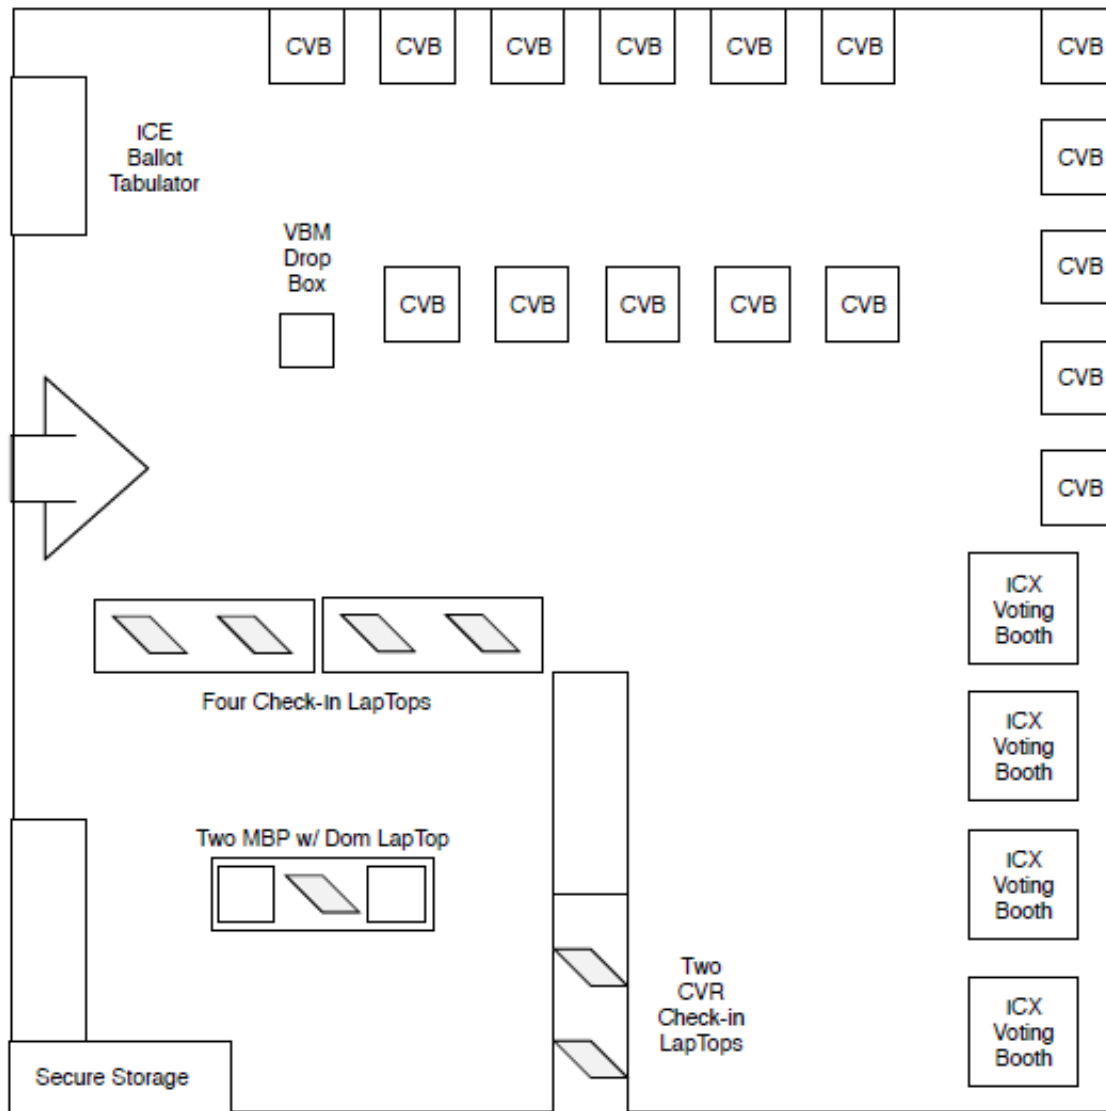 CVB
CVB
CVB
CVB
CVB
CVB
CVB
ICE
Ballot
Tabulator
CVB
VBM
Drop
Box
CVB
CVB
CVB
CVB
CVB
CVB
CVB
CVB
ICX
Voting
Booth
Four Check-in LapTops
ICX
Voting
Booth
Two MBP w/ Dom LapTop
ICX
Voting
Booth
Two
CVR
Check-in
LapTops
ICX
Voting
Booth
Secure Storage